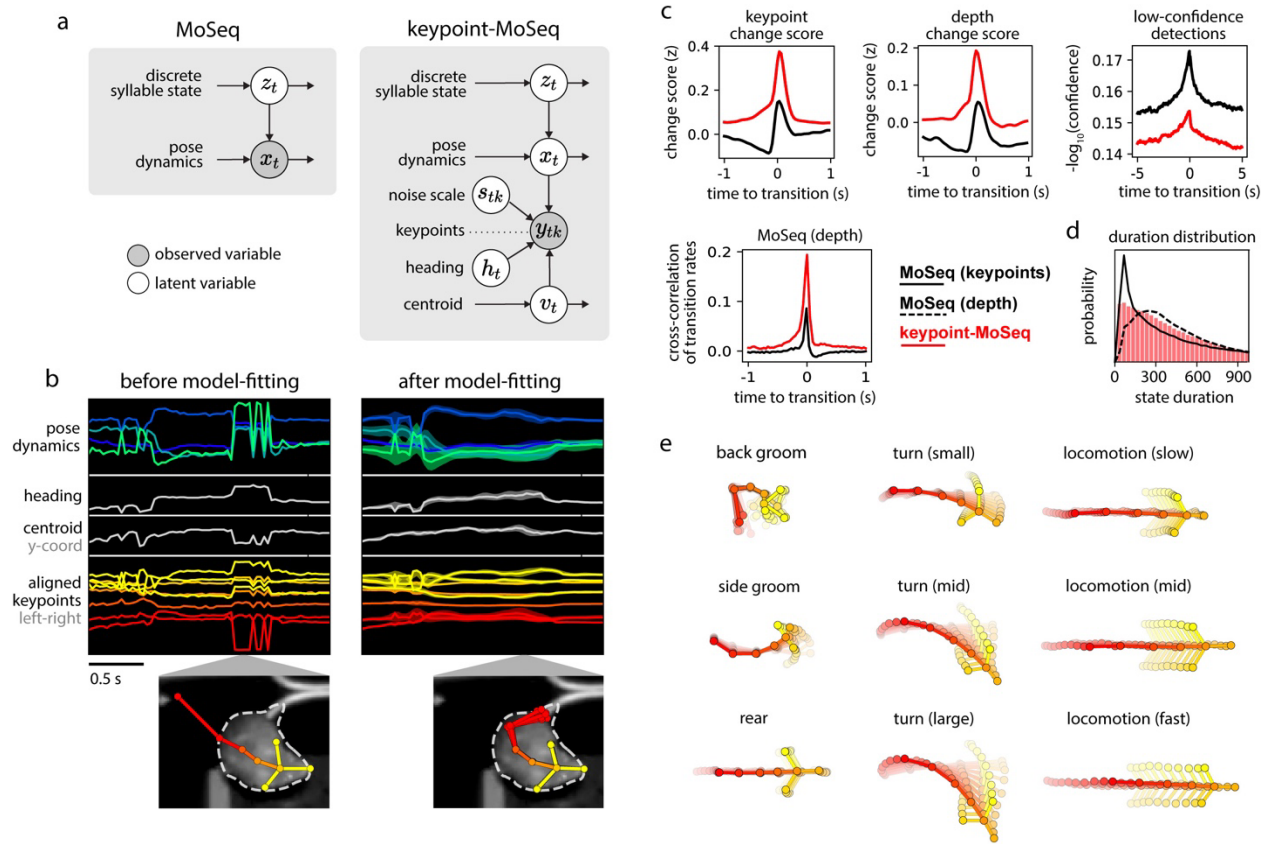 a
MoSeq
discrete
syllable state
z_t
pose
dynamics
x_t
observed variable
latent variable
keypoint-MoSeq
discrete
syllable state
z_t
pose
dynamics
x_t
noise scale
s_tk
keypoints
y_tk
heading
h_t
centroid
v_t
b
before model-fitting
after model-fitting
pose
dynamics
heading
centroid
y-coord
aligned
keypoints
left-right
0.5 s
c
keypoint
change score
change score (z)
0.4
0.2
0.0
-1
0
1
time to transition (s)
depth
change score
change score (z)
0.2
0.1
0.0
-1
0
1
time to transition (s)
low-confidence
detections
-log10(confidence)
0.17
0.16
0.15
0.14
-5
0
5
time to transition (s)
MoSeq (depth)
cross-correlation
of transition rates
0.2
0.1
0.0
-1
0
1
time to transition (s)
MoSeq (keypoints)
MoSeq (depth)
keypoint-MoSeq
d
duration distribution
probability
0
300
600
900
state duration
e
back groom
turn (small)
locomotion (slow)
side groom
turn (mid)
locomotion (mid)
rear
turn (large)
locomotion (fast)